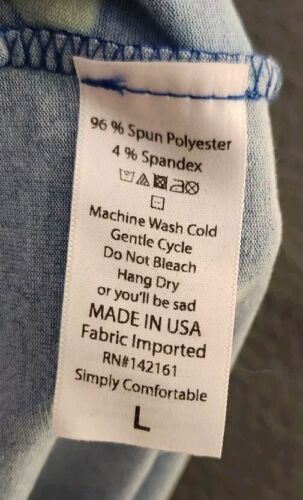 96 % Spun Polyester
4 % Spandex
Machine Wash Cold
Gentle Cycle
Do Not Bleach
Hang Dry
or you'll be sad
MADE IN USA
Fabric Imported
RN#142161
Simply Comfortable
L